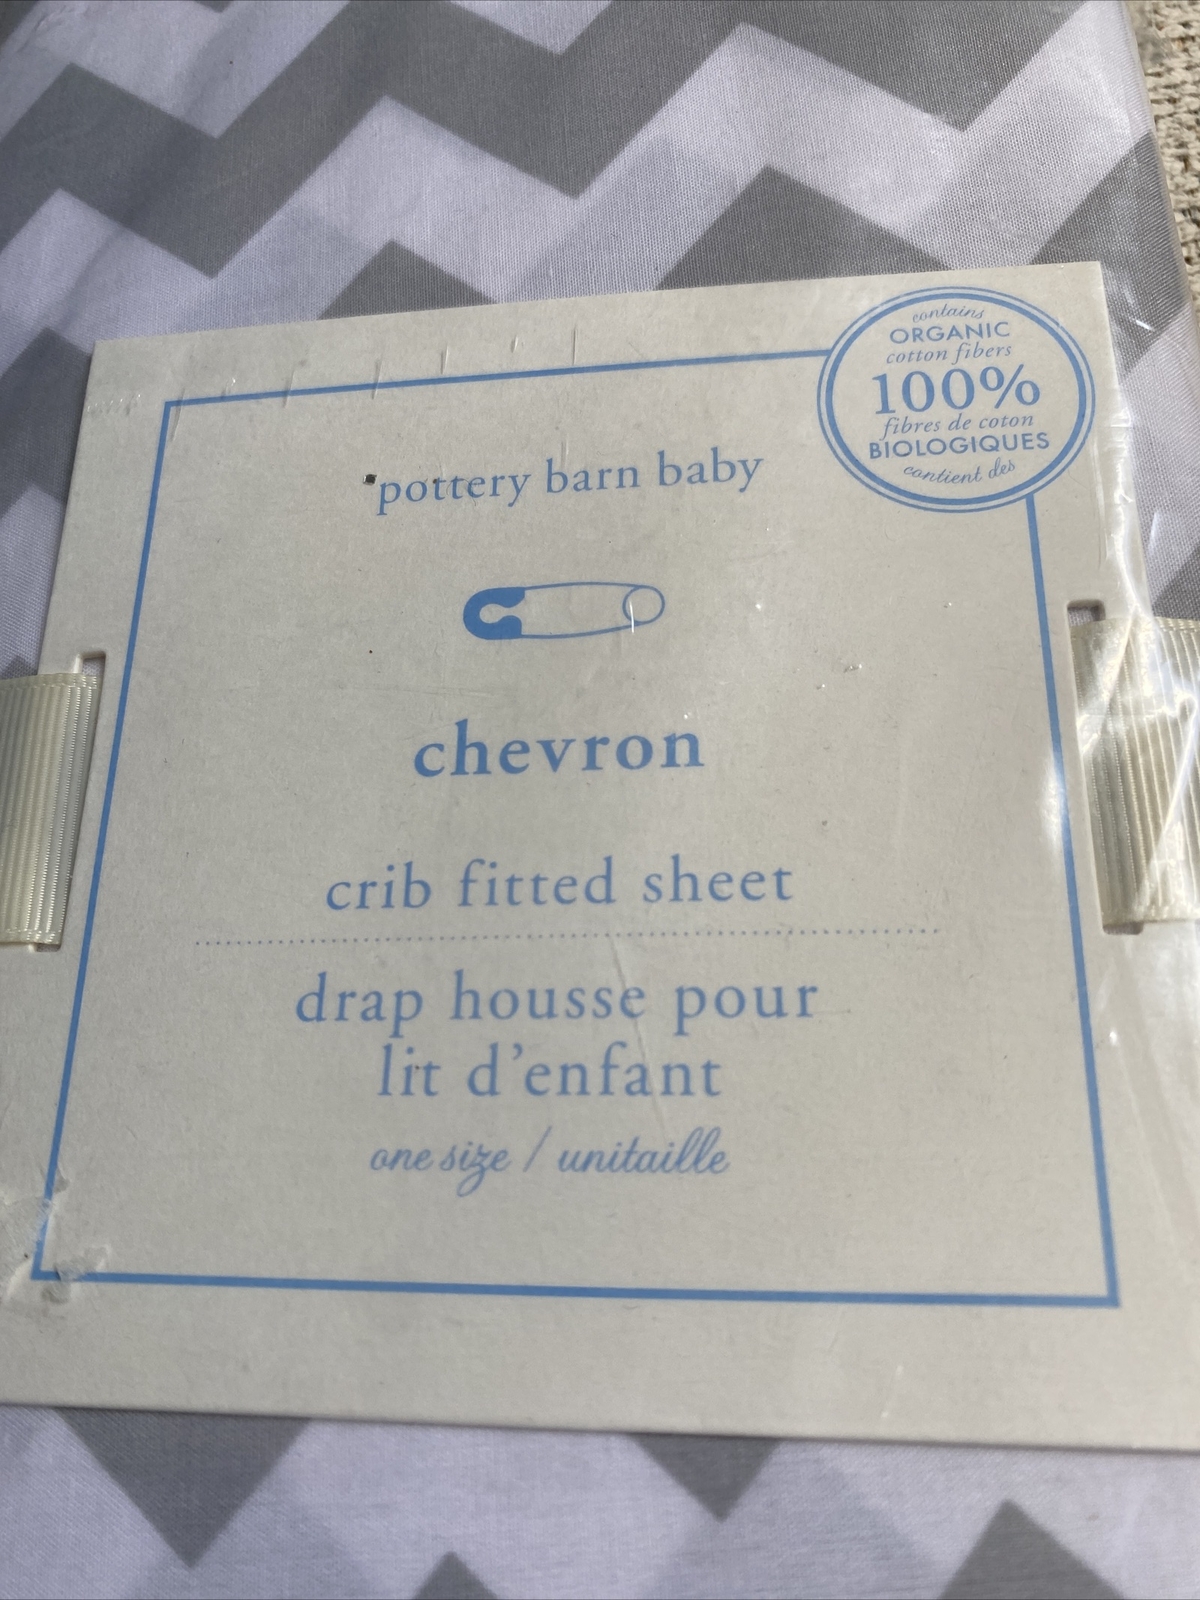 contains
ORGANIC
cotton fibers
100%
fibres de coton
BIOLOGIQUES
contient des
pottery barn baby
chevron
crib fitted sheet
drap housse pour
lit d'enfant
one size / unitaille